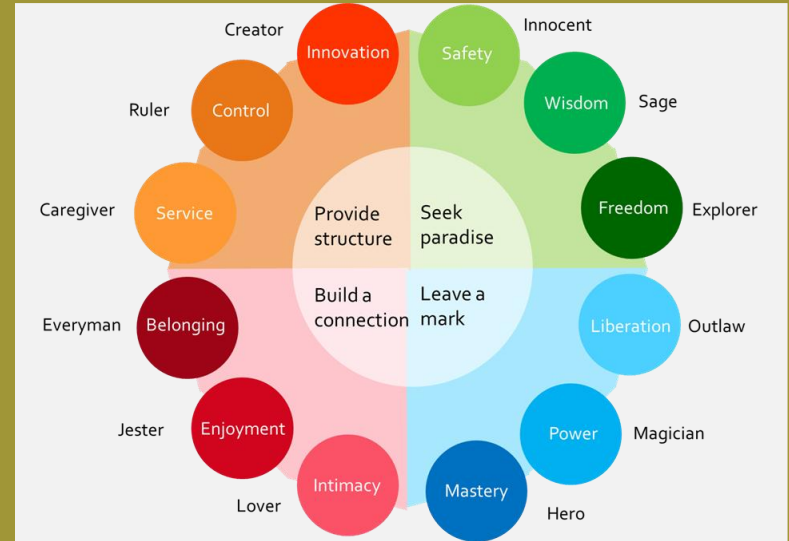 Creator
Innovation
Safety
Innocent
Ruler
Control
Wisdom
Sage
Caregiver
Service
Provide
structure
Seek
paradise
Freedom
Explorer
Everyman
Belonging
Build a
connection
Leave a
mark
Liberation
Outlaw
Jester
Enjoyment
Power
Magician
Lover
Intimacy
Mastery
Hero